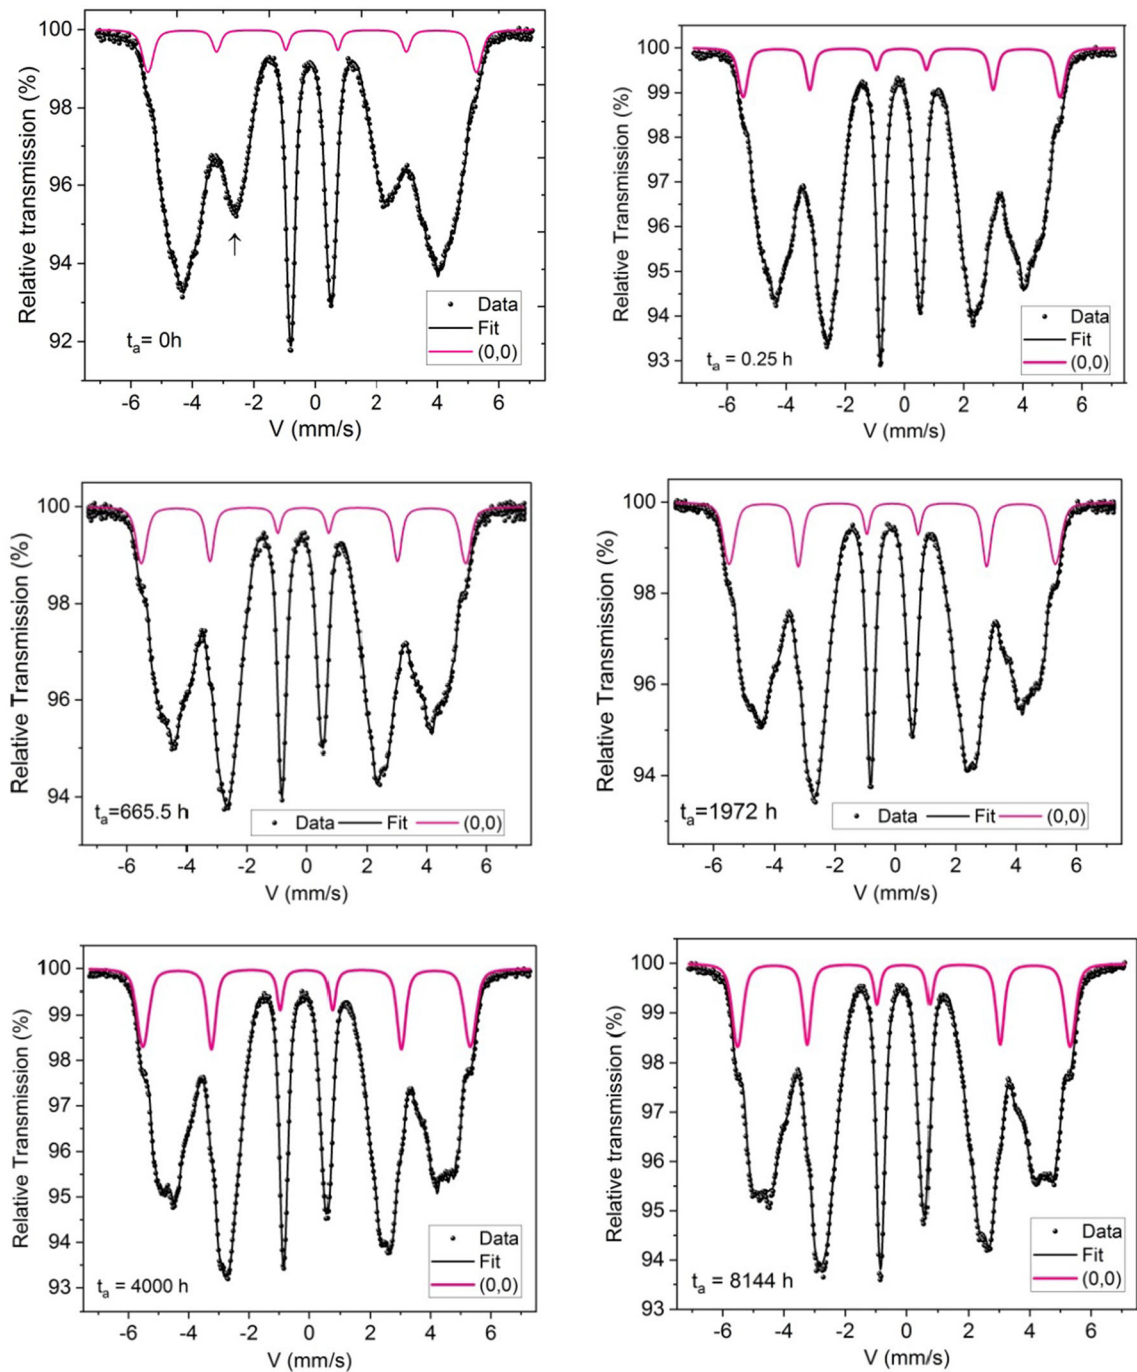 100
98
96
94
92
Relative transmission (%)
↑
tₐ= 0h
Data
Fit
(0,0)
-6 -4 -2 0 2 4 6
V (mm/s)
100
99
98
97
96
95
94
93
Relative Transmission (%)
tₐ = 0.25 h
Data
Fit
(0,0)
-6 -4 -2 0 2 4 6
V (mm/s)
100
98
96
94
Relative Transmission (%)
tₐ=665.5 h
Data Fit (0,0)
-6 -4 -2 0 2 4 6
V (mm/s)
100
98
96
94
Relative Transmission (%)
tₐ=1972 h
Data Fit (0,0)
-6 -4 -2 0 2 4 6
V (mm/s)
100
99
98
97
96
95
94
93
Relative Transmission (%)
tₐ = 4000 h
Data
Fit
(0,0)
-6 -4 -2 0 2 4 6
V (mm/s)
100
99
98
97
96
95
94
93
Relative transmission (%)
tₐ = 8144 h
Data
Fit
(0,0)
-6 -4 -2 0 2 4 6
V (mm/s)